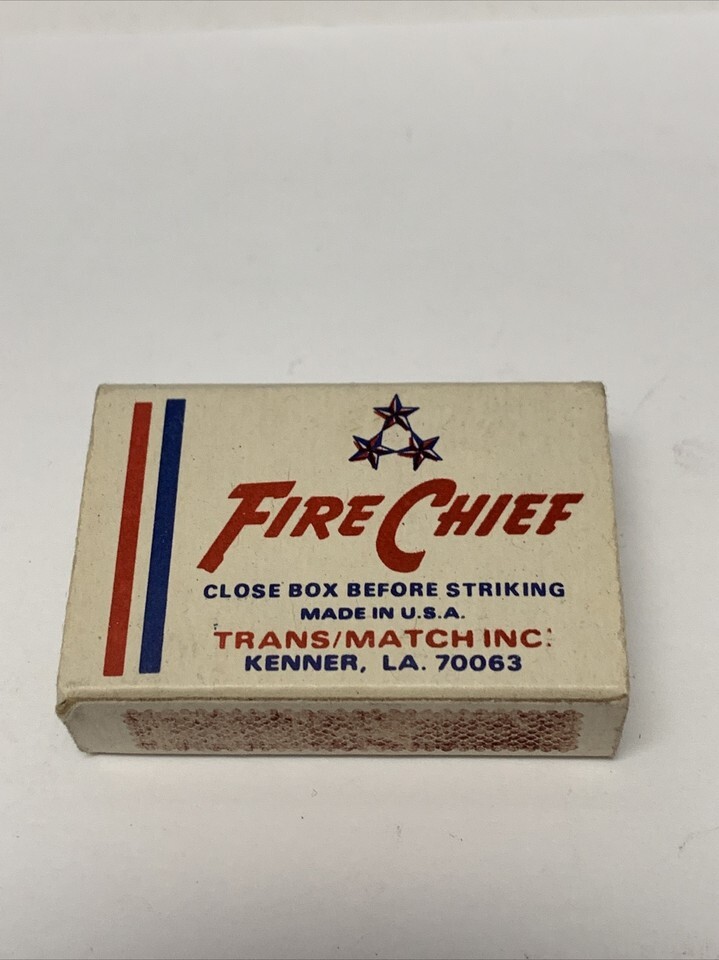 FIRE CHIEF
CLOSE BOX BEFORE STRIKING
MADE IN U.S.A.
TRANS/MATCH INC.
KENNER, LA. 70063